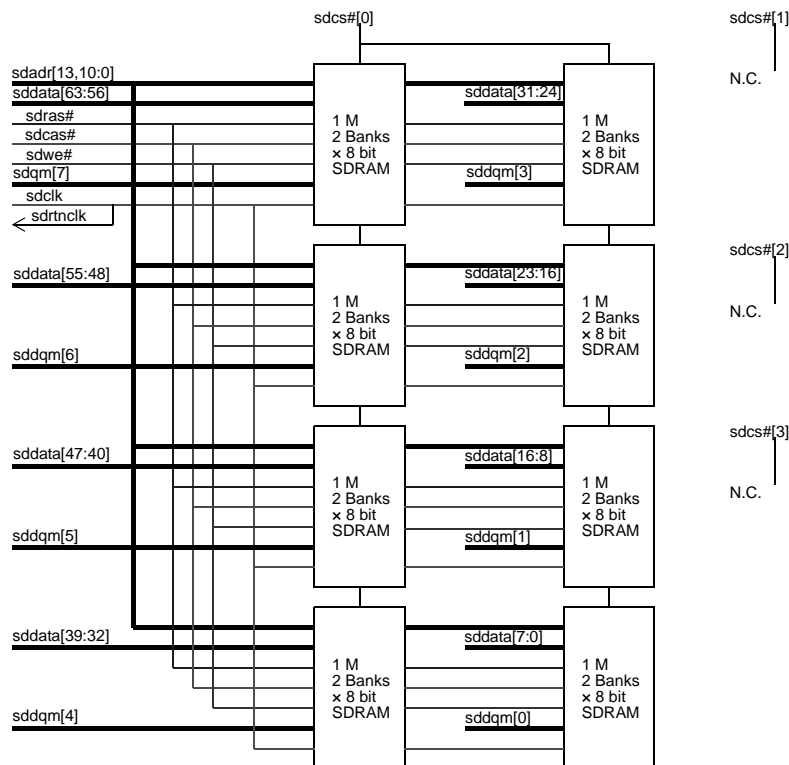 sdcs#[0]
sdcs#[1]
sdadr[13,10:0]
sddata[63:56]
sdras#
sdcas#
sdwe#
sdqm[7]
sdclk
sdrtnclk
1 M
2 Banks
× 8 bit
SDRAM
sddata[31:24]
sddqm[3]
1 M
2 Banks
× 8 bit
SDRAM
N.C.
sddata[55:48]
sddqm[6]
1 M
2 Banks
× 8 bit
SDRAM
sddata[23:16]
sddqm[2]
1 M
2 Banks
× 8 bit
SDRAM
sdcs#[2]
N.C.
sddata[47:40]
sddqm[5]
1 M
2 Banks
× 8 bit
SDRAM
sddata[16:8]
sddqm[1]
1 M
2 Banks
× 8 bit
SDRAM
sdcs#[3]
N.C.
sddata[39:32]
sddqm[4]
1 M
2 Banks
× 8 bit
SDRAM
sddata[7:0]
sddqm[0]
1 M
2 Banks
× 8 bit
SDRAM